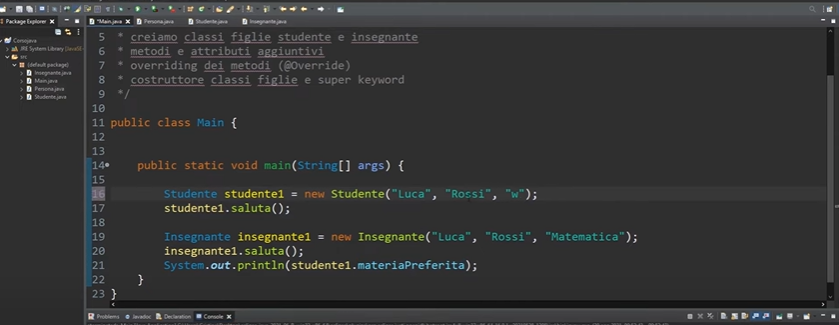 Package Explorer
*Main.java
Persona.java
Studente.java
Insegnante.java
CorsoJava
JRE System Library [JavaSE
src
(default package)
Insegnante.java
Main.java
Persona.java
Studente.java
5 * creiamo classi figlie studente e insegnante
6 * metodi e attributi aggiuntivi
7 * overriding dei metodi (@Override)
8 * costruttore classi figlie e super keyword
9 */
10
11 public class Main {
12
13
14 public static void main(String[] args) {
15
16 Studente studente1 = new Studente("Luca", "Rossi", "w");
17 studente1.saluta();
18
19 Insegnante insegnante1 = new Insegnante("Luca", "Rossi", "Matematica");
20 insegnante1.saluta();
21 System.out.println(studente1.materiaPreferita);
22 }
23 }
Problems
Javadoc
Declaration
Console